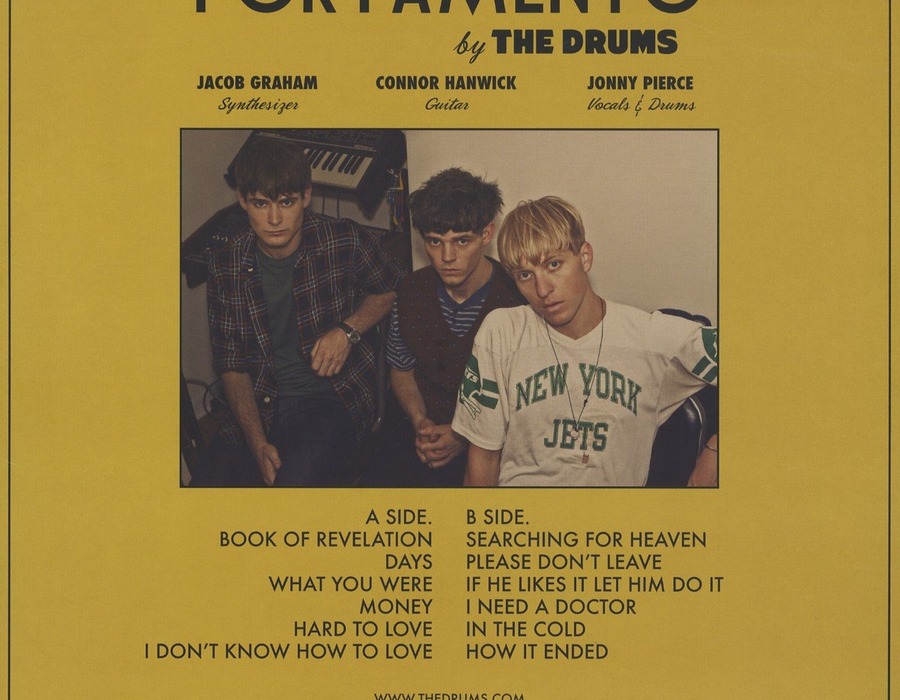 PORTAMENTO
by THE DRUMS
JACOB GRAHAM CONNOR HANWICK JONNY PIERCE
Synthesizer Guitar Vocals & Drums
NEW YORK
JETS
A SIDE. B SIDE.
BOOK OF REVELATION SEARCHING FOR HEAVEN
DAYS PLEASE DON'T LEAVE
WHAT YOU WERE IF HE LIKES IT LET HIM DO IT
MONEY I NEED A DOCTOR
HARD TO LOVE IN THE COLD
I DON'T KNOW HOW TO LOVE HOW IT ENDED
WWW.THEDRUMS.COM